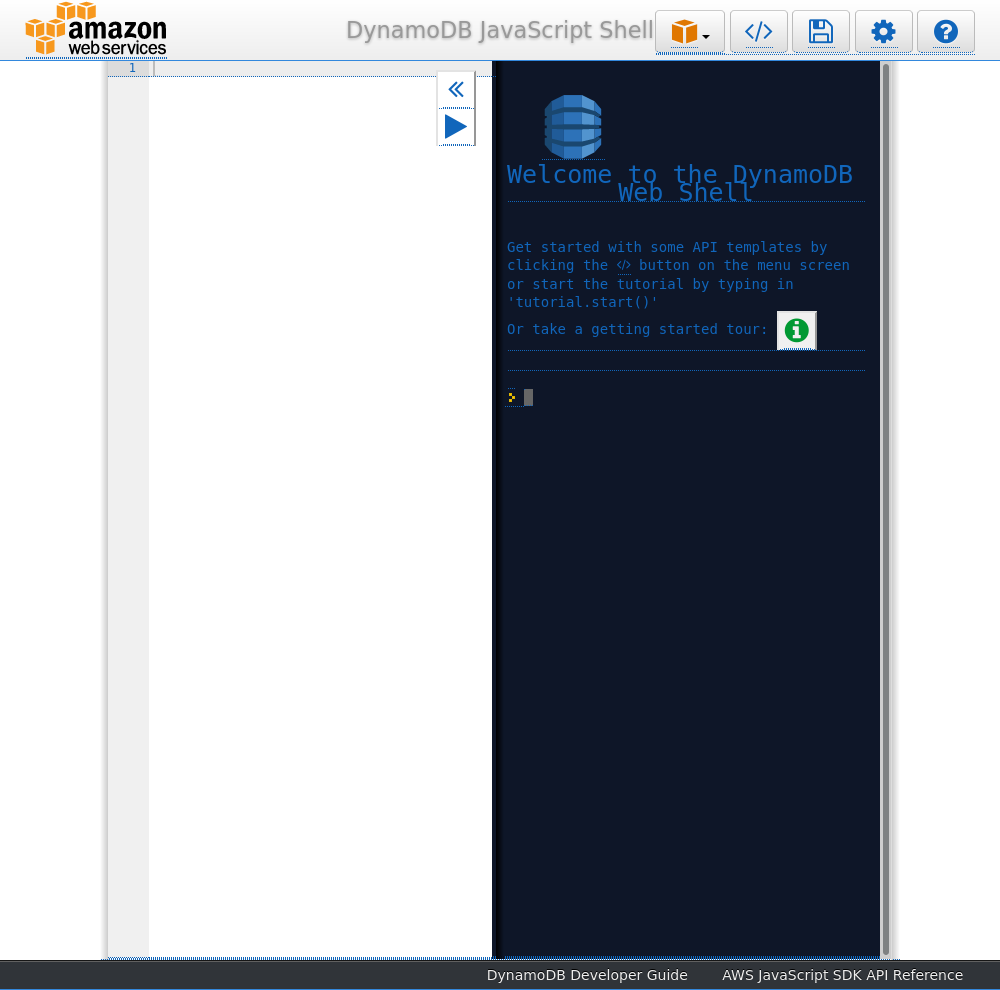 amazon
web services
DynamoDB JavaScript Shell
</>
?
1
Welcome to the DynamoDB
Web Shell
Get started with some API templates by
clicking the </> button on the menu screen
or start the tutorial by typing in
'tutorial.start()'
Or take a getting started tour:
>
DynamoDB Developer Guide
AWS JavaScript SDK API Reference